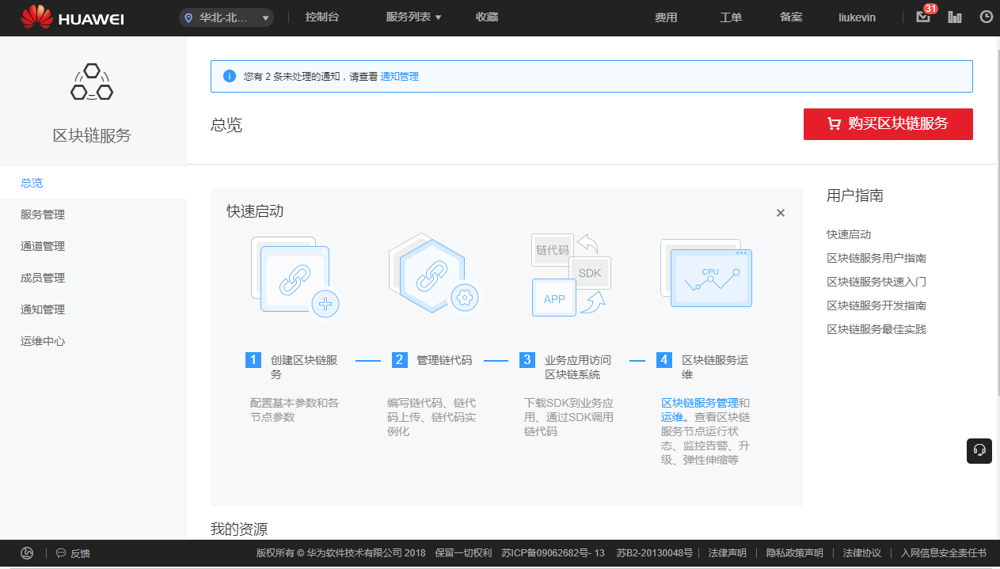 HUAWEI
华北-北...
控制台
服务列表
收藏
费用
工单
备案
liukevin
31
区块链服务
您有 2 条未处理的通知，请查看 通知管理
总览
购买区块链服务
总览
服务管理
通道管理
成员管理
通知管理
运维中心
快速启动
链代码
SDK
APP
CPU
1 创建区块链服
务
配置基本参数和各
节点参数
2 管理链代码
编写链代码、链代
码上传、链代码实
例化
3 业务应用访问
区块链系统
下载SDK到业务应
用、通过SDK调用
链代码
4 区块链服务运
维
区块链服务管理和
运维。查看区块链
服务节点运行状
态、监控告警、升
级、弹性伸缩等
用户指南
快速启动
区块链服务用户指南
区块链服务快速入门
区块链服务开发指南
区块链服务最佳实践
我的资源
反馈
版权所有 © 华为软件技术有限公司 2018 保留一切权利 苏ICP备09062682号- 13 苏B2-20130048号 法律声明 隐私政策声明 法律协议 入网信息安全责任书